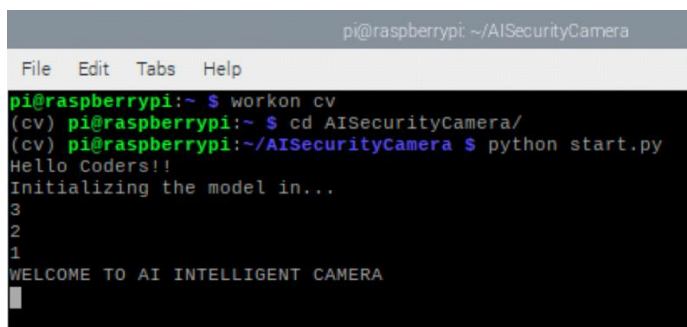 pi@raspberrypi: ~/AISecurityCamera
File Edit Tabs Help
pi@raspberrypi:~ $ workon cv
(cv) pi@raspberrypi:~ $ cd AISecurityCamera/
(cv) pi@raspberrypi:~/AISecurityCamera $ python start.py
Hello Coders!!
Initializing the model in...
3
2
1
WELCOME TO AI INTELLIGENT CAMERA